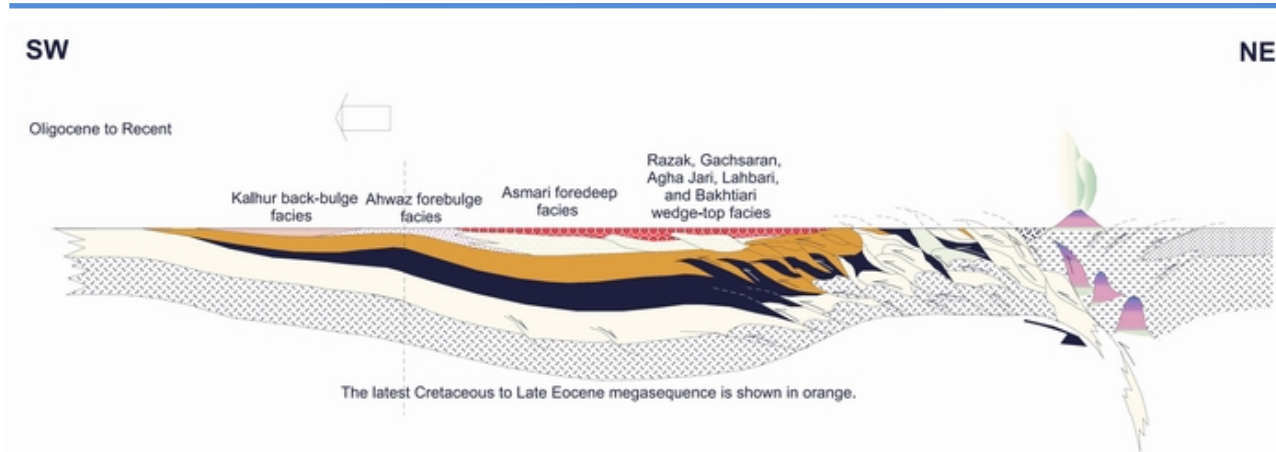 SW
NE
Oligocene to Recent
Kalhur back-bulge
facies
Ahwaz forebulge
facies
Asmari foredeep
facies
Razak, Gachsaran,
Agha Jari, Lahbari,
and Bakhtiari
wedge-top facies
The latest Cretaceous to Late Eocene megasequence is shown in orange.